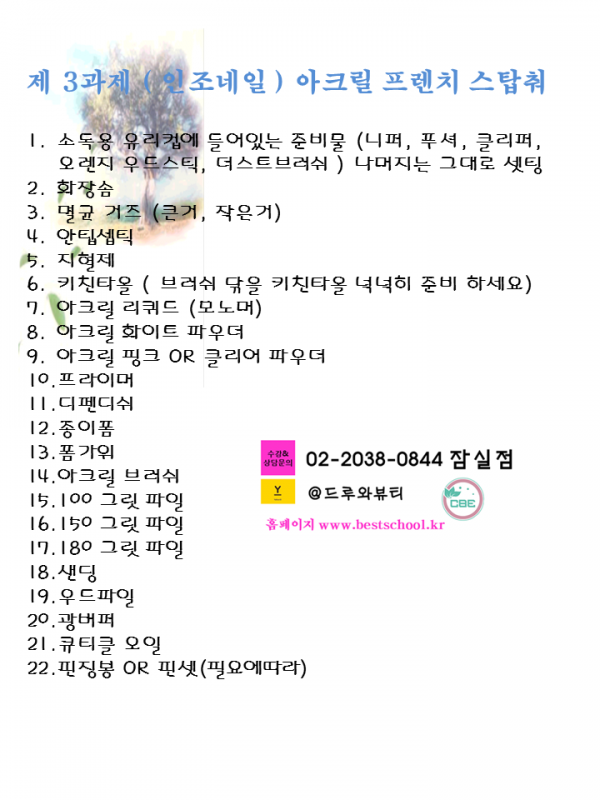 제 3과제 ( 인조네일 ) 아크릴 프렌치 스탑취
1. 소독용 유리컵에 들어있는 준비물 (니퍼, 푸셔, 클리퍼,
오렌지 우드스틱, 더스트브러쉬 ) 나머지는 그대로 셋팅
2. 화장솜
3. 멸균 거즈 (큰거, 작은거)
4. 안팁셉틱
5. 지혈제
6. 키친타올 ( 브러쉬 닦을 키친타올 넉넉히 준비 하세요)
7. 아크릴 리퀴드 (모노머)
8. 아크릴 화이트 파우더
9. 아크릴 핑크 OR 클리어 파우더
10.프라이머
11.디펜디쉬
12.종이폼
13.폼가위
14.아크릴 브러쉬
15.100 그릿 파일
16.150 그릿 파일
17.180 그릿 파일
18.샌딩
19.우드파일
20.광버퍼
21.큐티클 오일
22.핀칭봉 OR 핀셋(필요에따라)
수강&
상담문의
02-2038-0844 잠실점
@드루와뷰티
CBE
홈페이지 www.bestschool.kr